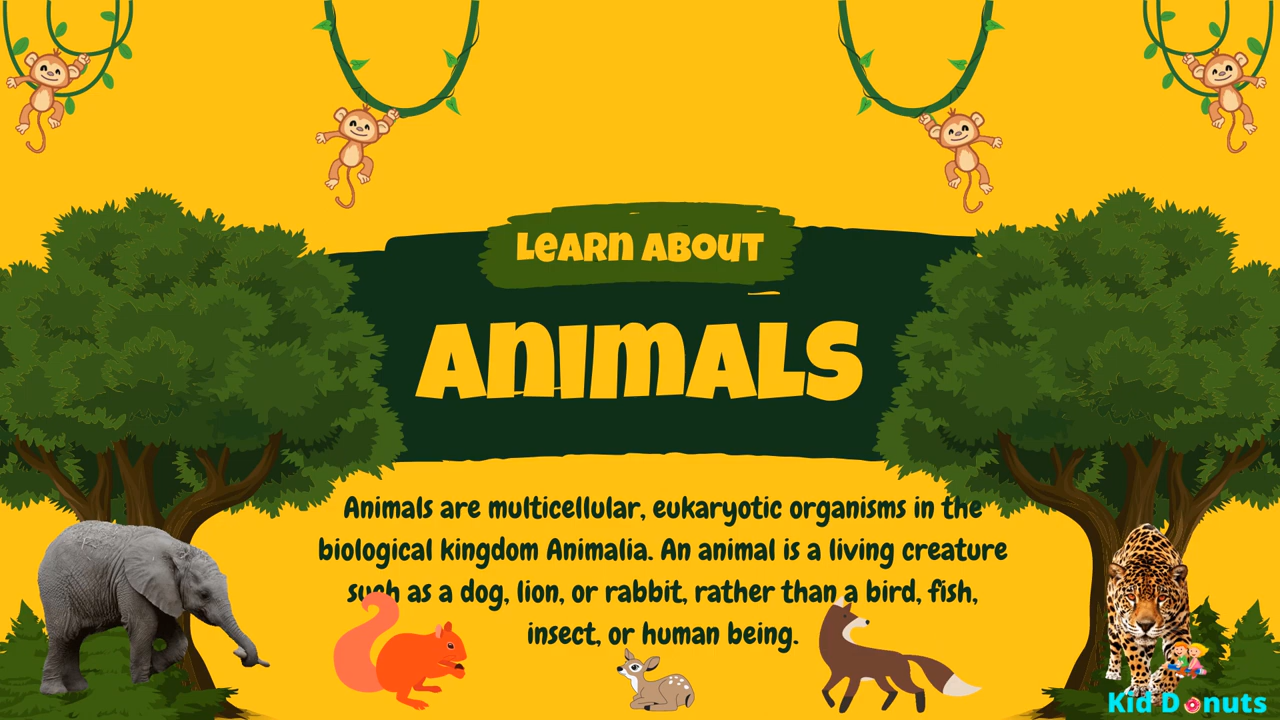 Learn About
Animals
Animals are multicellular, eukaryotic organisms in the
biological kingdom Animalia. An animal is a living creature
such as a dog, lion, or rabbit, rather than a bird, fish,
insect, or human being.
Kid Donuts